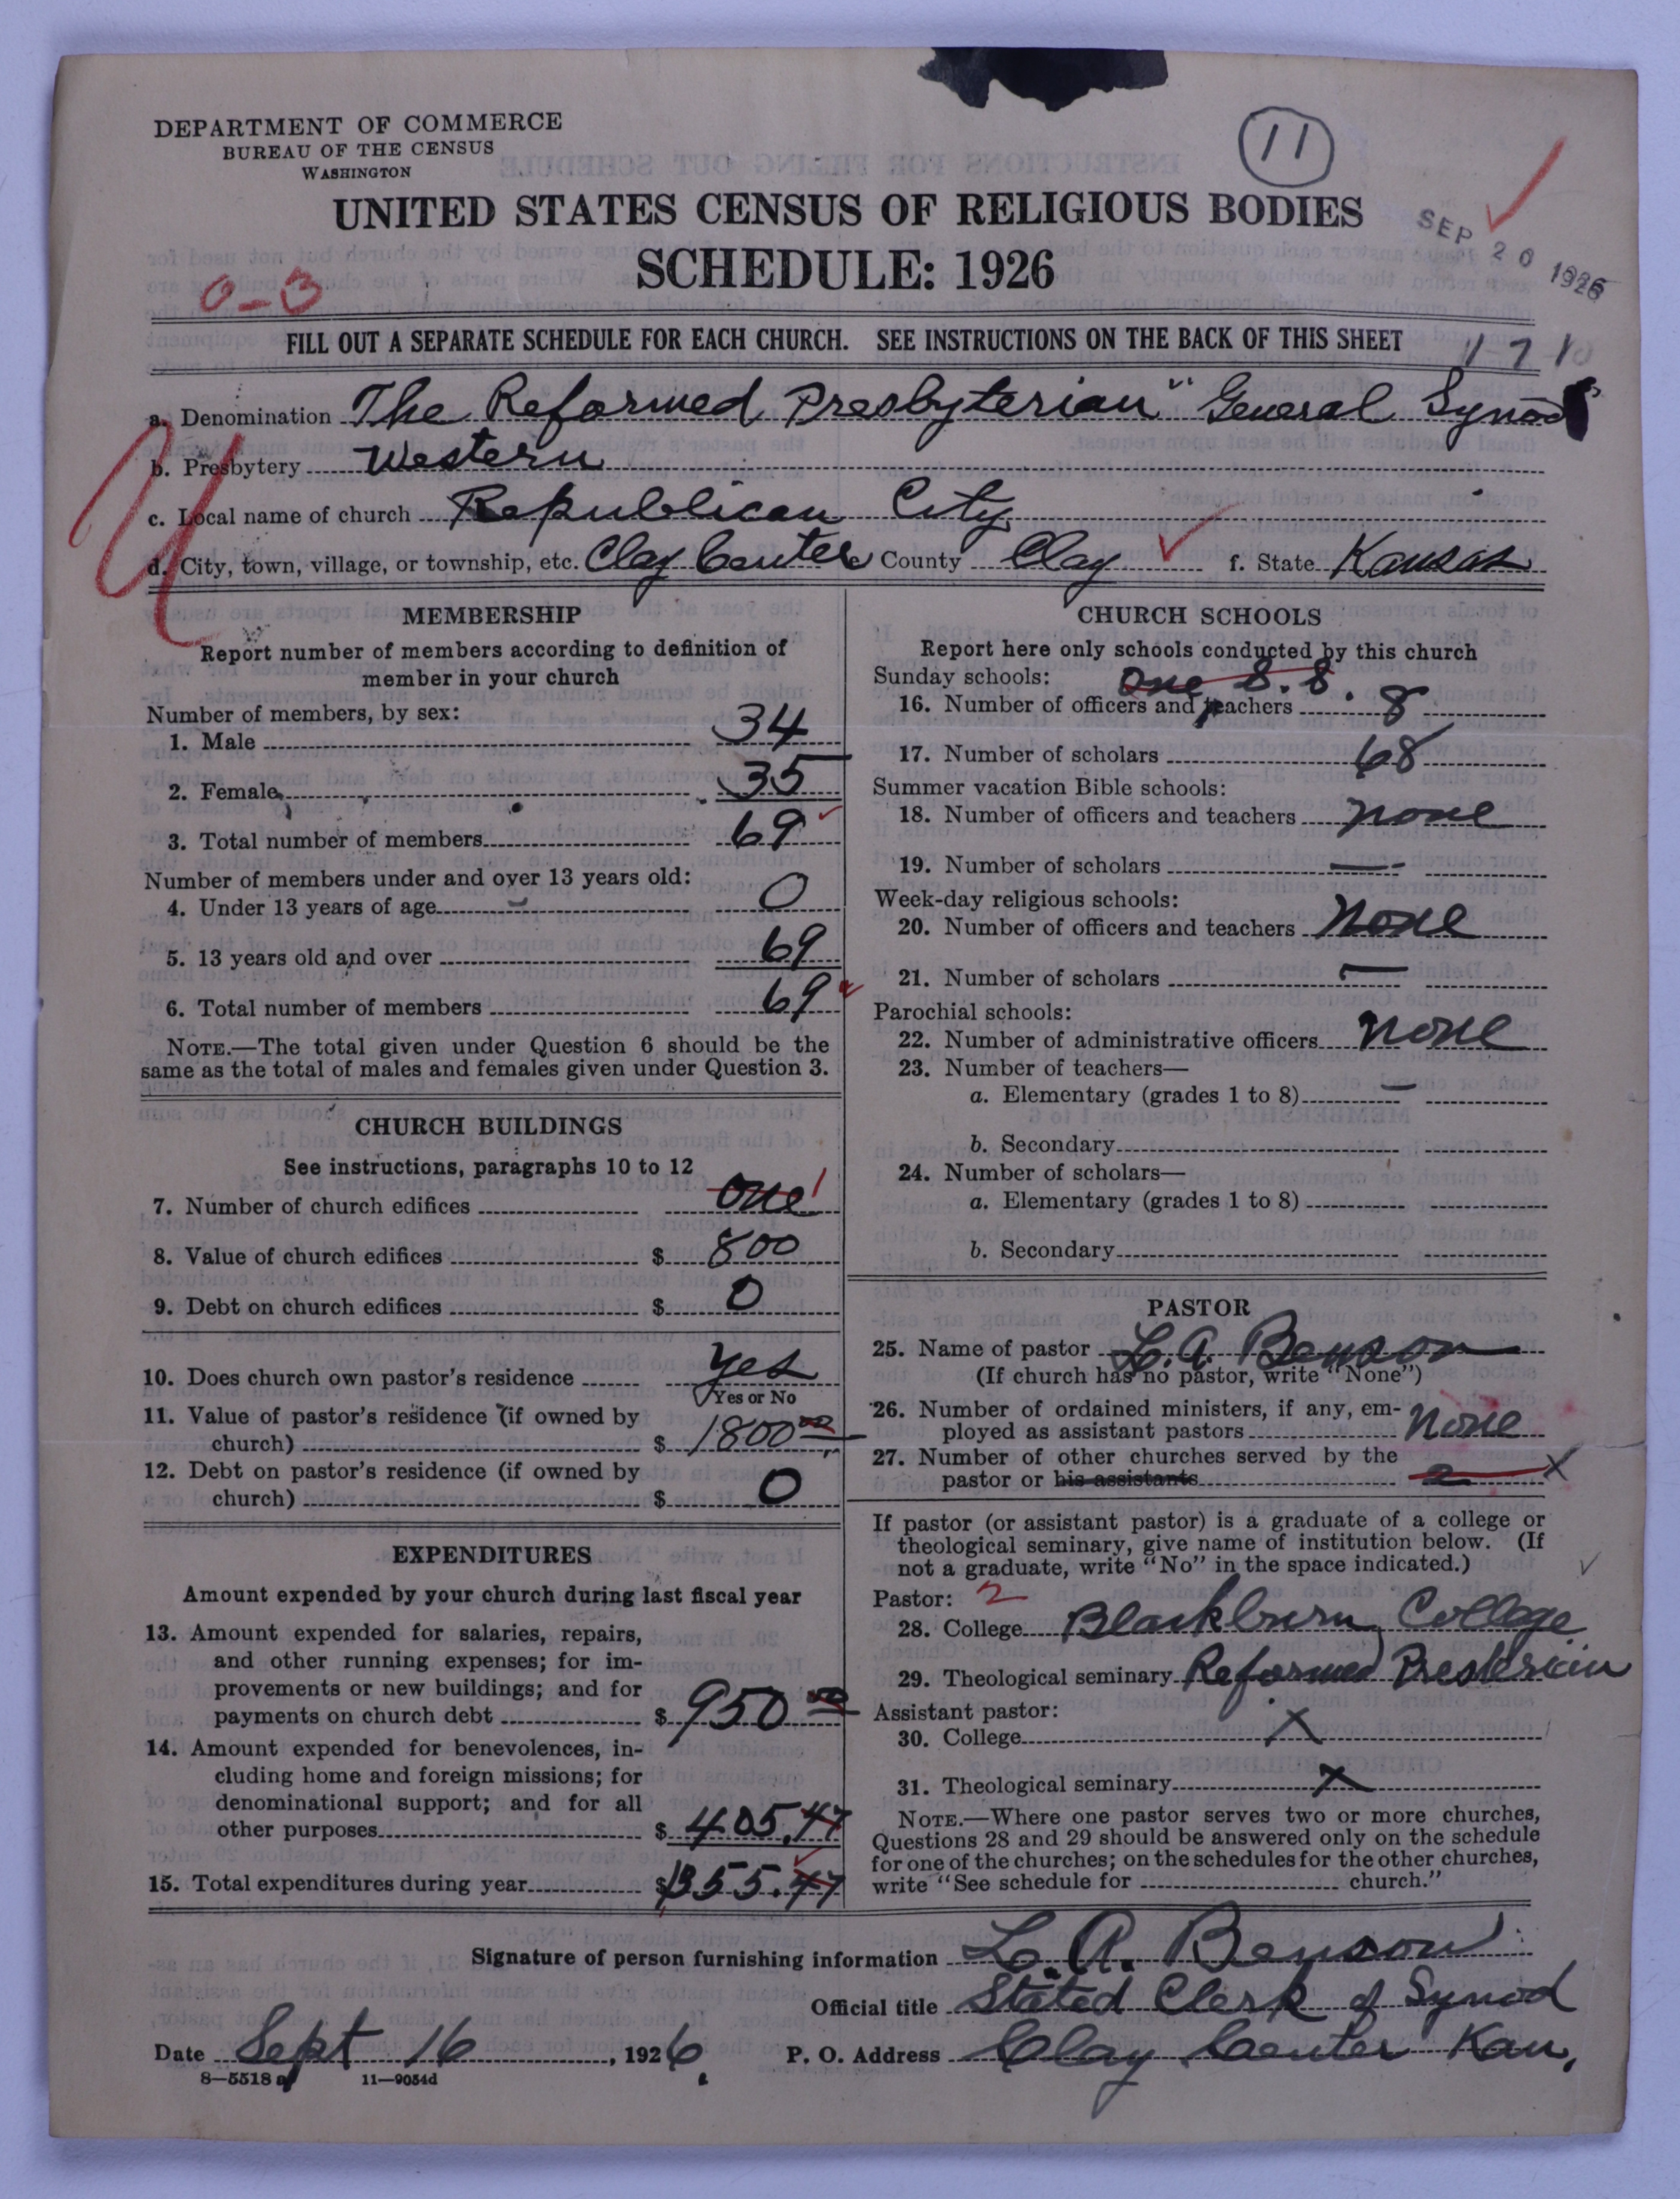 DEPARTMENT OF COMMERCE
BUREAU OF THE CENSUS
WASHINGTON
11
UNITED STATES CENSUS OF RELIGIOUS BODIES
SCHEDULE: 1926
SEP 20 1926
0-3
FILL OUT A SEPARATE SCHEDULE FOR EACH CHURCH. SEE INSTRUCTIONS ON THE BACK OF THIS SHEET
a. Denomination The Reformed Presbyterian "General Synod"
b. Presbytery Western
c. Local name of church Republican City
d. City, town, village, or township, etc. Clay Center e. County Clay f. State Kansas
MEMBERSHIP
Report number of members according to definition of
member in your church
Number of members, by sex:
1. Male 34
2. Female 35
3. Total number of members 69
Number of members under and over 13 years old:
4. Under 13 years of age 0
5. 13 years old and over 69
6. Total number of members 69
NOTE.—The total given under Question 6 should be the
same as the total of males and females given under Question 3.
CHURCH BUILDINGS
See instructions, paragraphs 10 to 12
7. Number of church edifices one 1
8. Value of church edifices $ 800
9. Debt on church edifices $ 0
10. Does church own pastor's residence yes
Yes or No
11. Value of pastor's residence (if owned by
church) $ 1800 00
12. Debt on pastor's residence (if owned by
church) $ 0
EXPENDITURES
Amount expended by your church during last fiscal year
13. Amount expended for salaries, repairs,
and other running expenses; for im-
provements or new buildings; and for
payments on church debt $ 950 00
14. Amount expended for benevolences, in-
cluding home and foreign missions; for
denominational support; and for all
other purposes $ 405.47
15. Total expenditures during year $1355.47
CHURCH SCHOOLS
Report here only schools conducted by this church
Sunday schools: One S. S.
16. Number of officers and teachers 8
17. Number of scholars 68
Summer vacation Bible schools:
18. Number of officers and teachers none
19. Number of scholars —
Week-day religious schools:
20. Number of officers and teachers None
21. Number of scholars —
Parochial schools:
22. Number of administrative officers none
23. Number of teachers—
a. Elementary (grades 1 to 8) —
b. Secondary
24. Number of scholars—
a. Elementary (grades 1 to 8)
b. Secondary
PASTOR
25. Name of pastor L. A. Benson
(If church has no pastor, write "None")
26. Number of ordained ministers, if any, em-
ployed as assistant pastors None
27. Number of other churches served by the
pastor or his assistants X
If pastor (or assistant pastor) is a graduate of a college or
theological seminary, give name of institution below. (If
not a graduate, write "No" in the space indicated.)
Pastor: 2
28. College Blackburn College
29. Theological seminary Reformed Presterian
Assistant pastor:
30. College X
31. Theological seminary X
NOTE.—Where one pastor serves two or more churches,
Questions 28 and 29 should be answered only on the schedule
for one of the churches; on the schedules for the other churches,
write "See schedule for church."
Signature of person furnishing information L. A. Benson
Official title Stated Clerk of Synod
Date Sept 16, 1926. P. O. Address Clay Center Kan.
8—5518 a 11—9054d